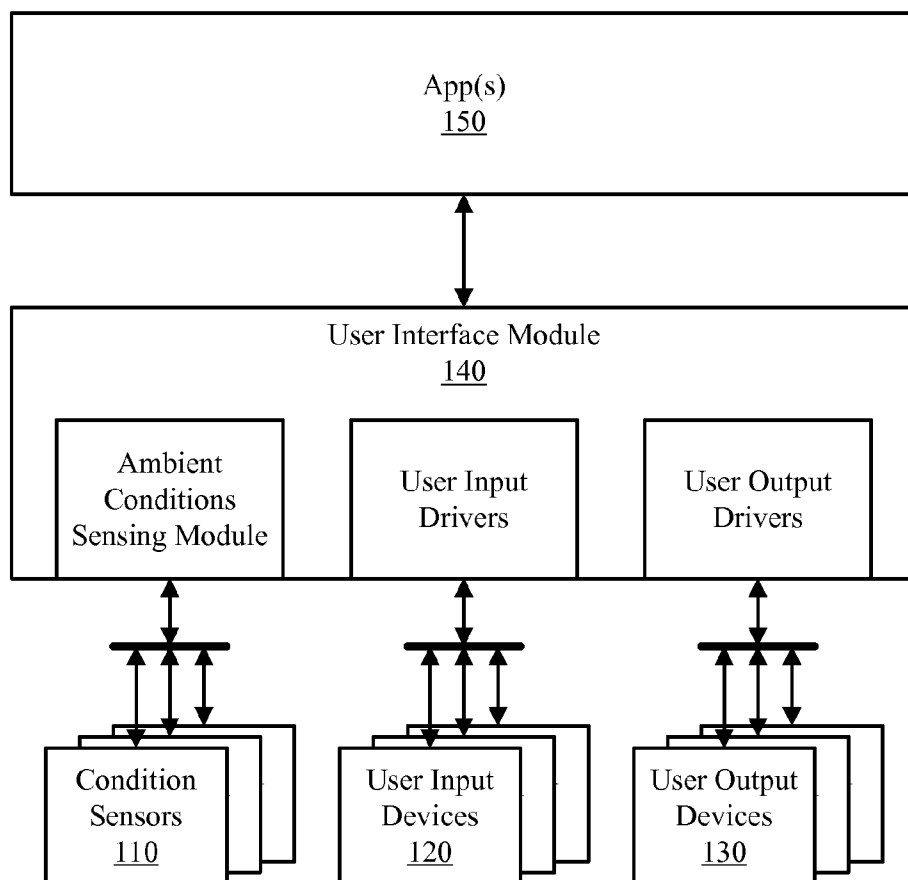 App(s)
150
User Interface Module
140
Ambient
Conditions
Sensing Module
User Input
Drivers
User Output
Drivers
Condition
Sensors
110
User Input
Devices
120
User Output
Devices
130